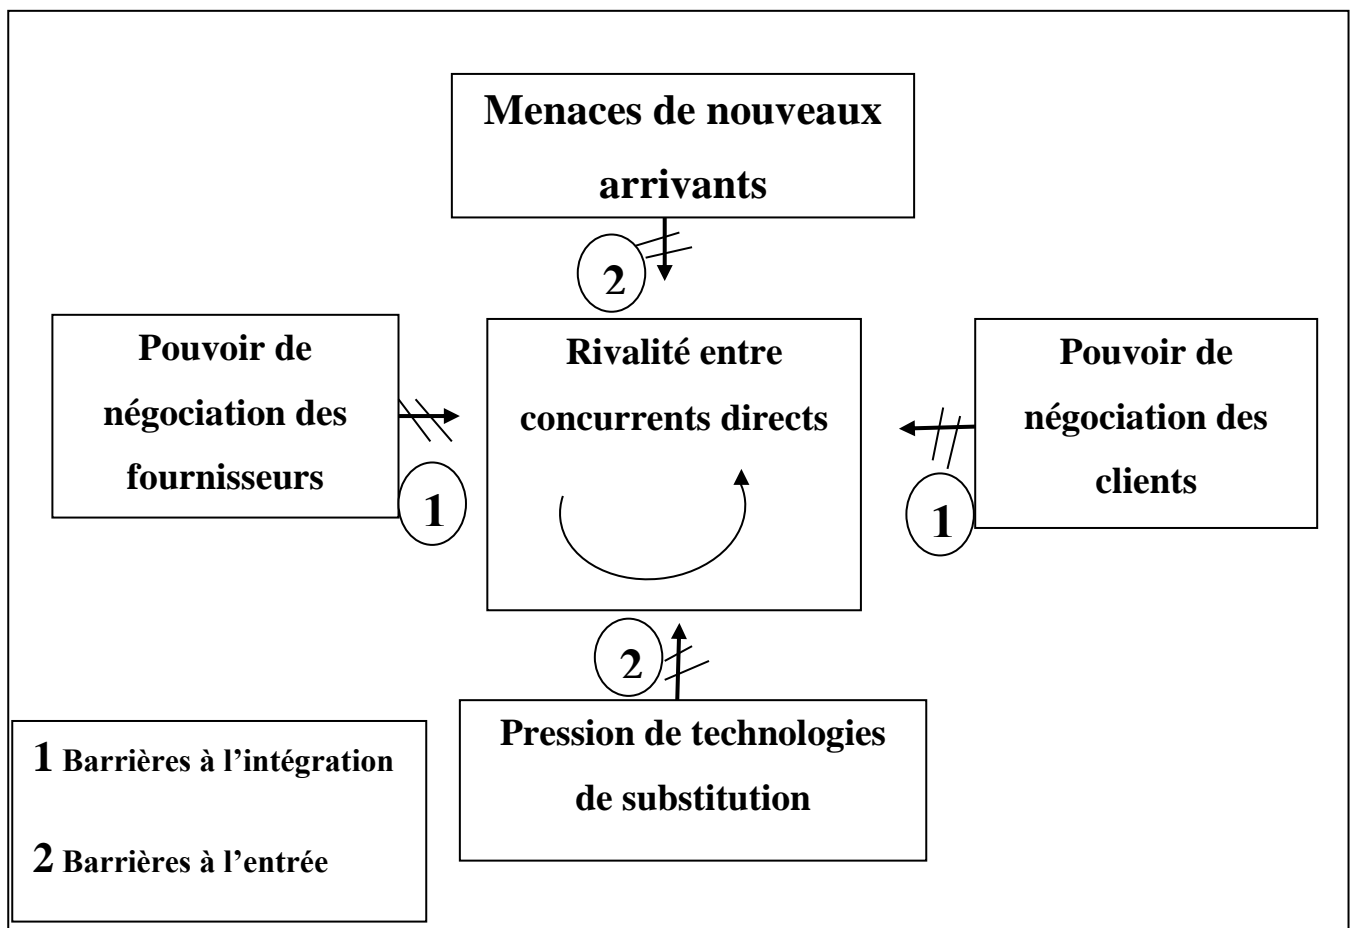 Menaces de nouveaux
arrivants
2
Pouvoir de
négociation des
fournisseurs
1
Rivalité entre
concurrents directs
Pouvoir de
négociation des
clients
1
2
Pression de technologies
de substitution
1 Barrières à l'intégration
2 Barrières à l'entrée